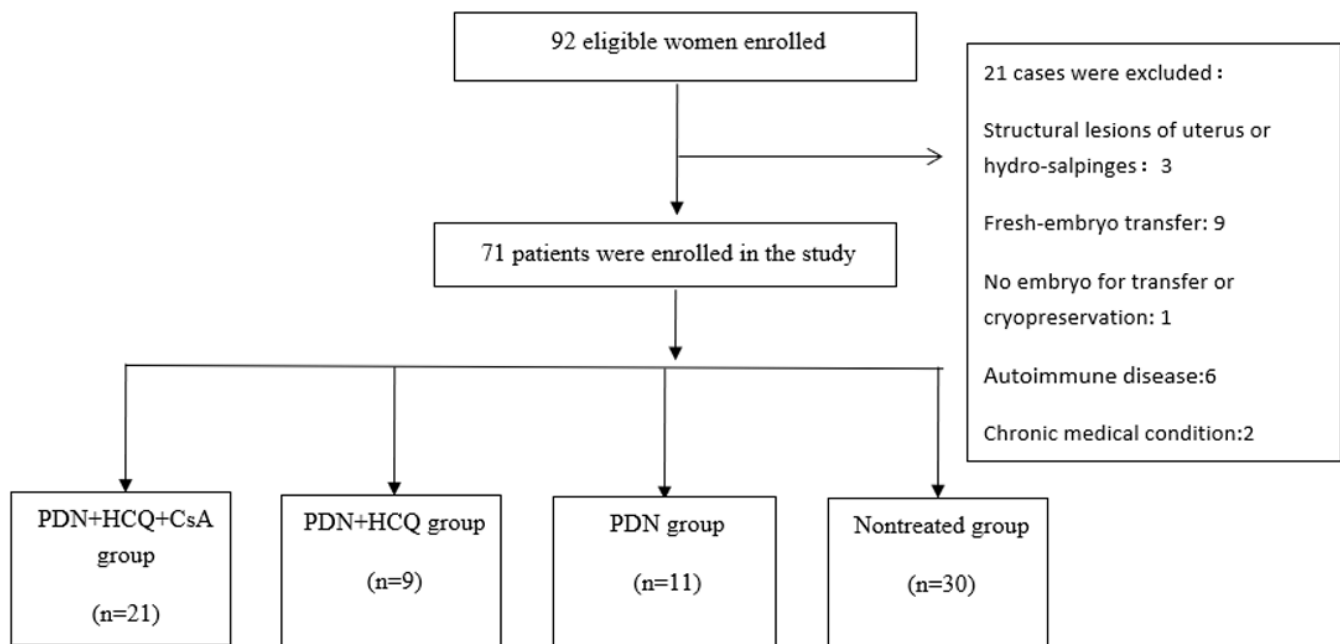 92 eligible women enrolled
21 cases were excluded：
Structural lesions of uterus or
hydro-salpinges： 3
Fresh-embryo transfer: 9
No embryo for transfer or
cryopreservation: 1
Autoimmune disease:6
Chronic medical condition:2
71 patients were enrolled in the study
PDN+HCQ+CsA
group
(n=21)
PDN+HCQ group
(n=9)
PDN group
(n=11)
Nontreated group
(n=30)